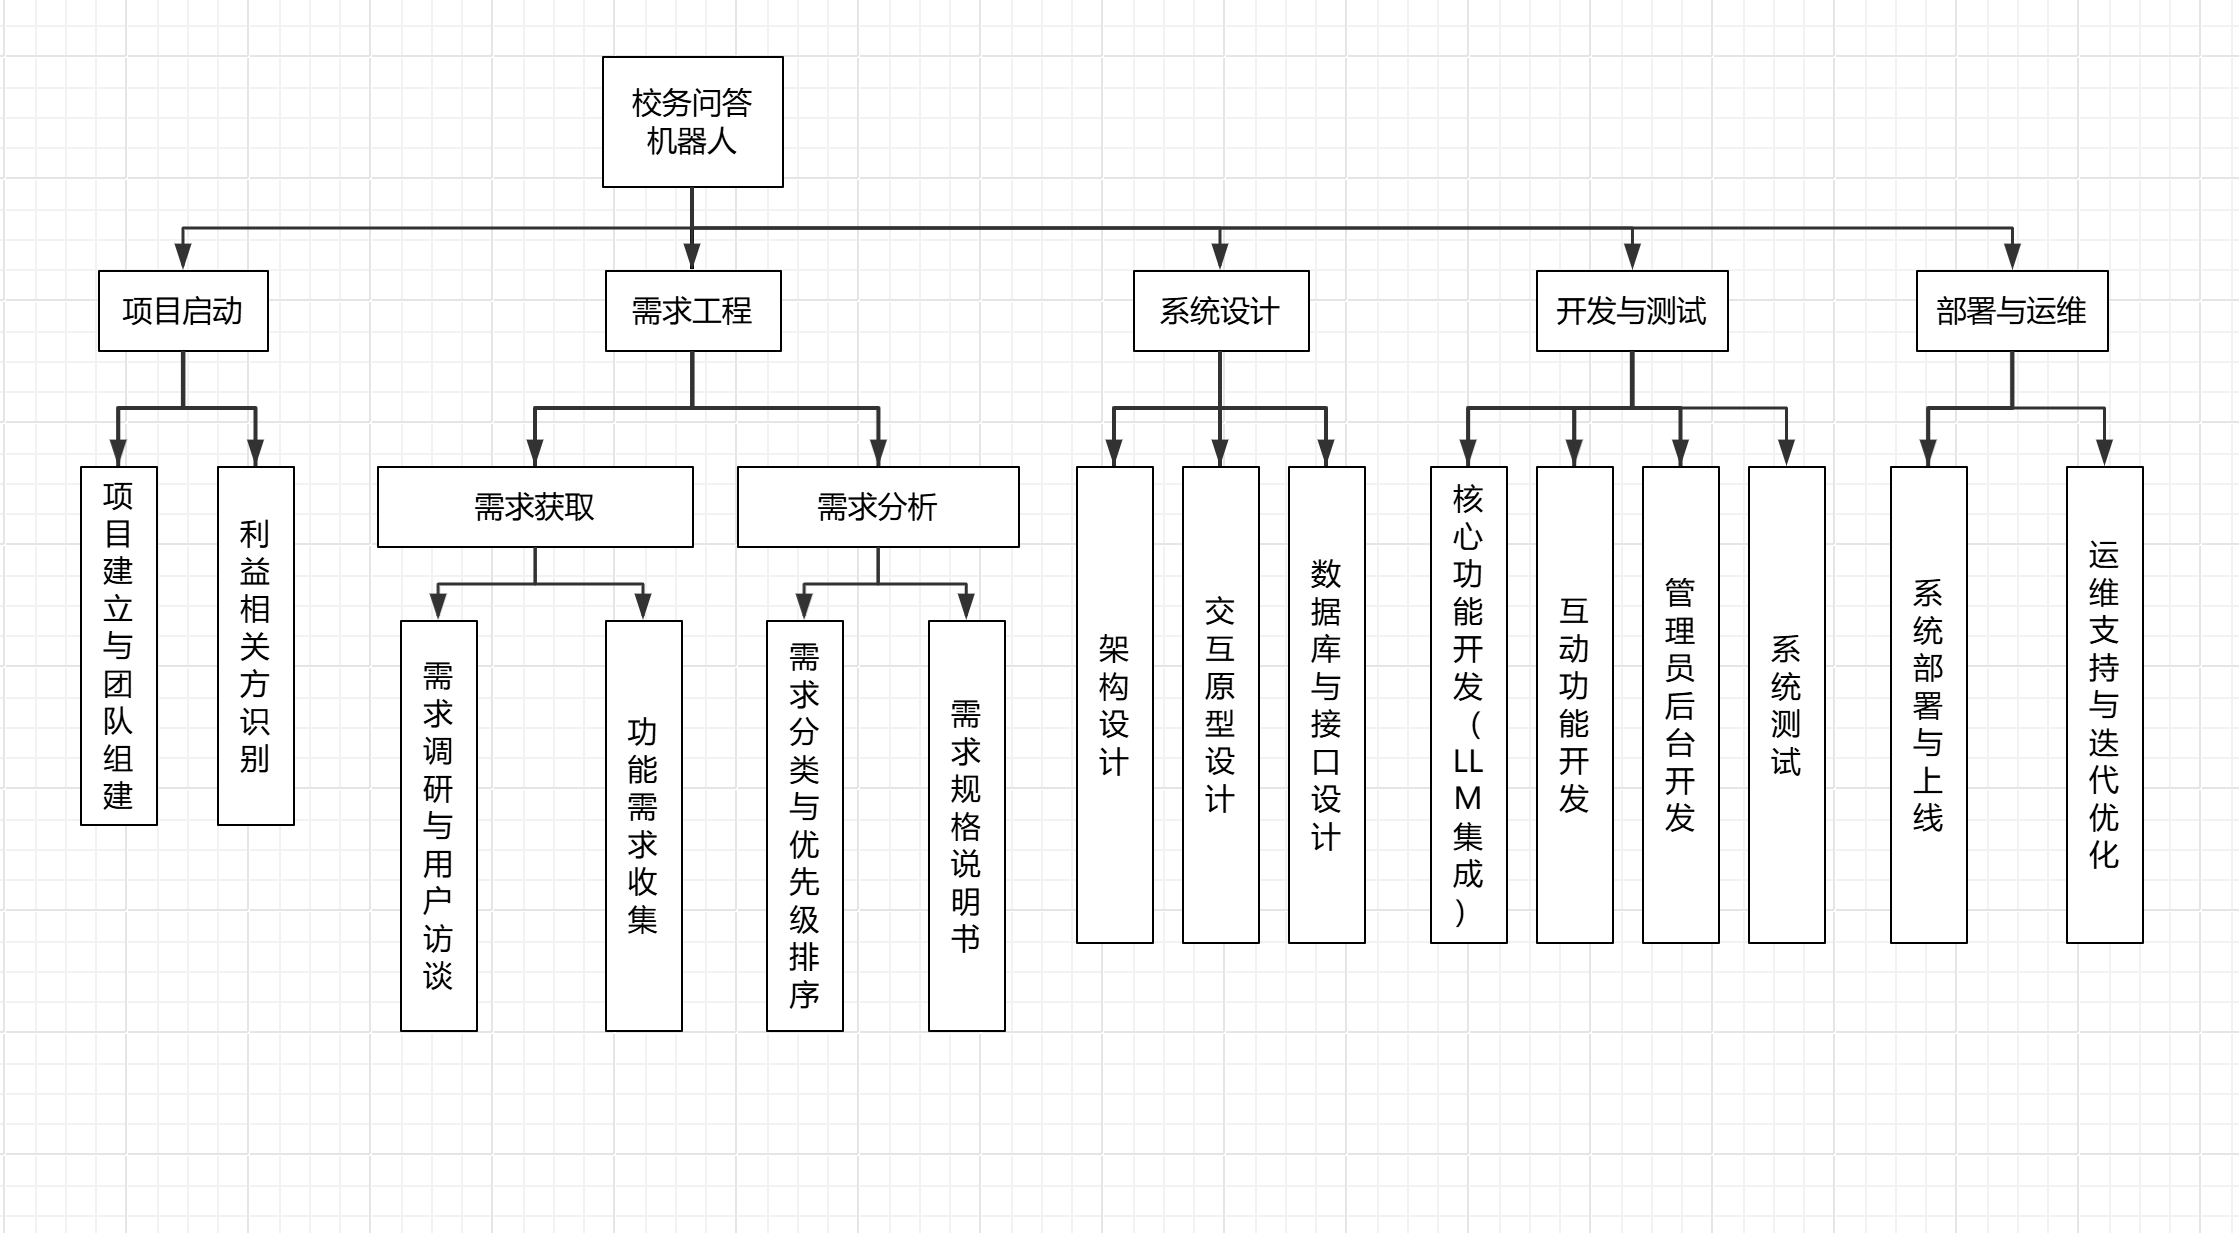 校务问答
机器人
项目启动
需求工程
系统设计
开发与测试
部署与运维
项目建立与团队组建
利益相关方识别
需求获取
需求分析
需求调研与用户访谈
功能需求收集
需求分类与优先级排序
需求规格说明书
架构设计
交互原型设计
数据库与接口设计
核心功能开发（LLM集成）
互动功能开发
管理员后台开发
系统测试
系统部署与上线
运维支持与迭代优化